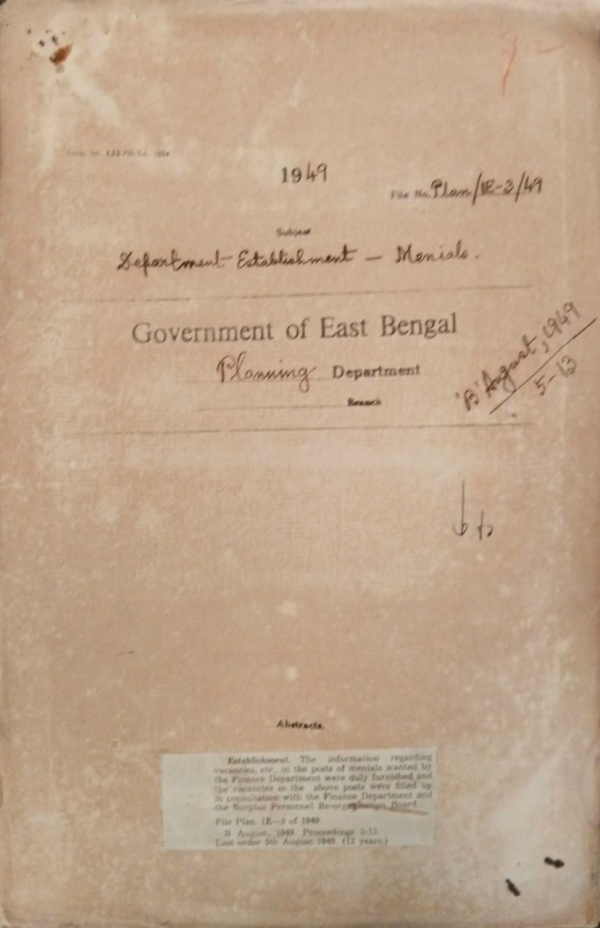 1949
File No. Plan/1E-3/49
Subject
Department Establishment — Menials.
Government of East Bengal
Planning Department
Branch
'B' August, 1949
5-13
Abstracts.
Establishment. The information regarding
vacancies, etc. in the posts of menials wanted by
the Finance Department were duly furnished and
the vacancies in the above posts were filled up
in consultation with the Finance Department and
the Surplus Personnel Re-organisation Board.
File Plan 1E—3 of 1949
B August, 1949 Proceedings 5-13
Last order 5th August 1949. (12 years.)